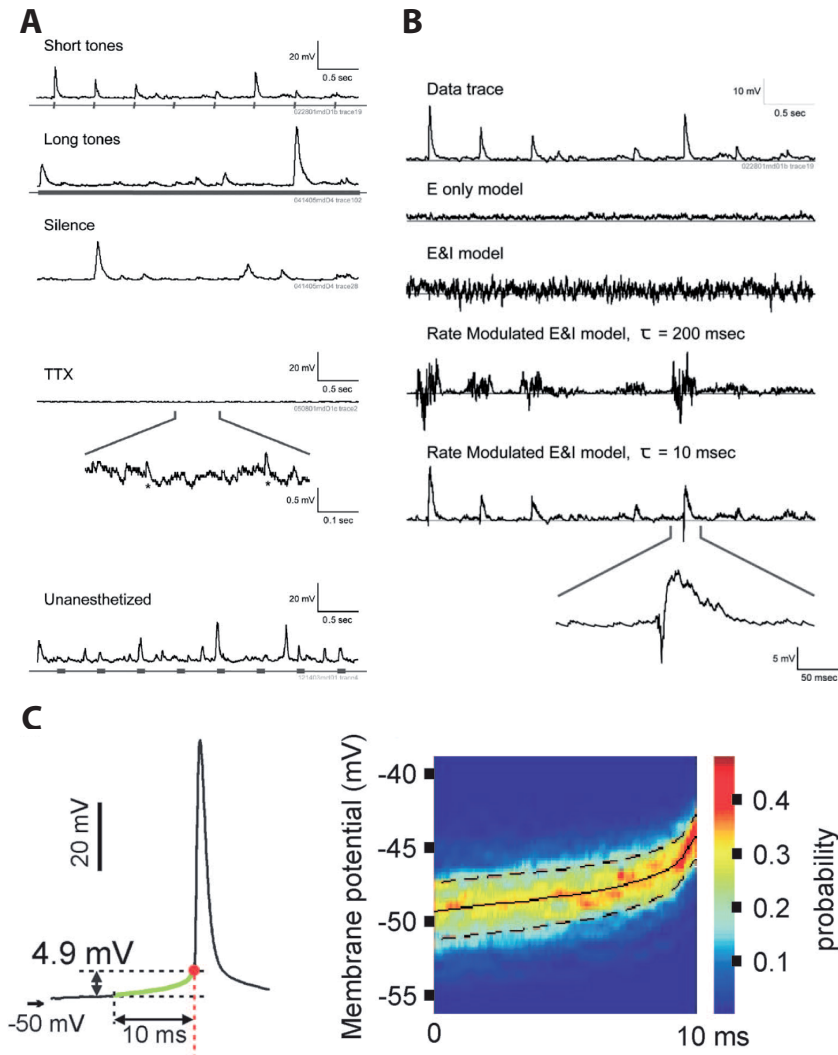 A
Short tones
20 mV
0.5 sec
022801md01b trace19
Long tones
041406md04 trace102
Silence
041406md04 trace28
TTX
20 mV
0.5 sec
*
*
0.5 mV
0.1 sec
Unanesthetized
20 mV
0.5 sec
B
Data trace
10 mV
0.5 sec
022801md01b trace19
E only model
E&I model
Rate Modulated E&I model, τ = 200 msec
Rate Modulated E&I model, τ = 10 msec
5 mV
50 msec
C
20 mV
4.9 mV
-50 mV
10 ms
Membrane potential (mV)
-40
-45
-50
-55
0
10 ms
0.4
0.3
0.2
0.1
probability